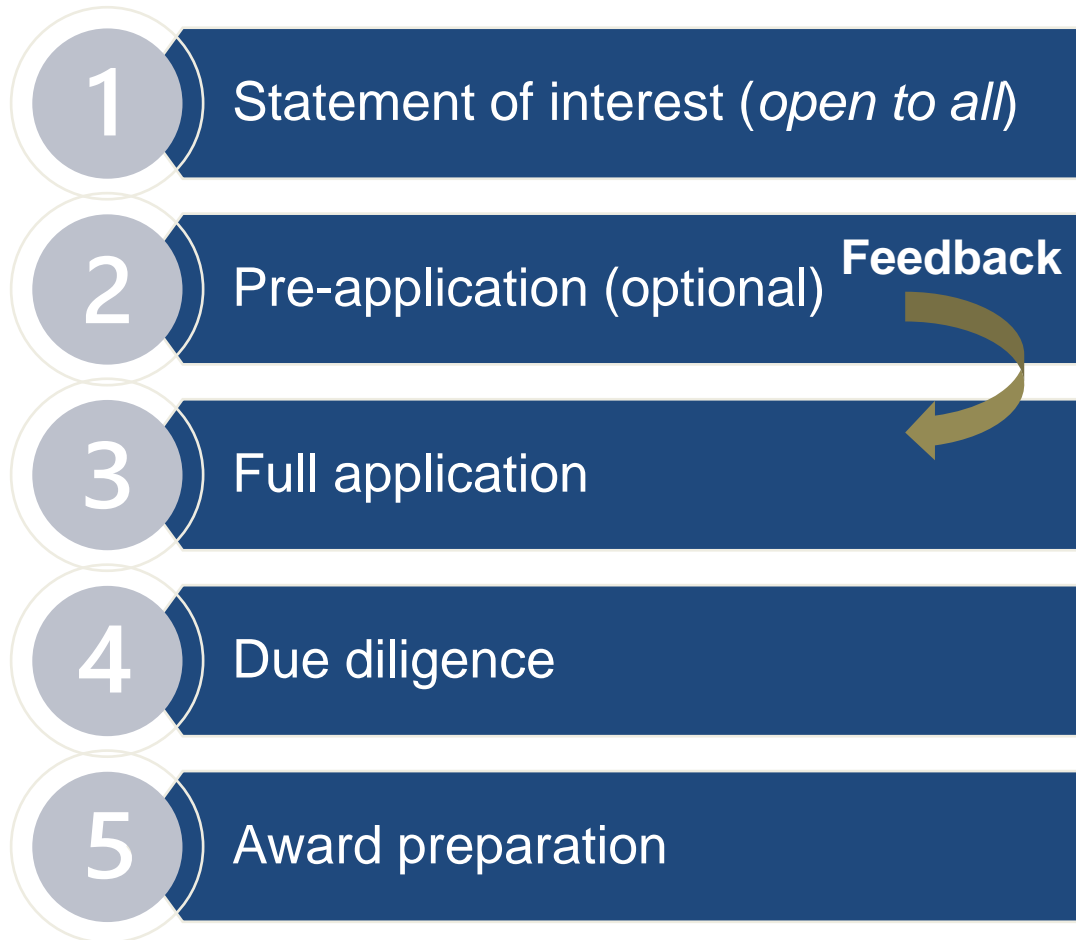 1
Statement of interest (open to all)
2
Pre-application (optional)
Feedback
3
Full application
4
Due diligence
5
Award preparation